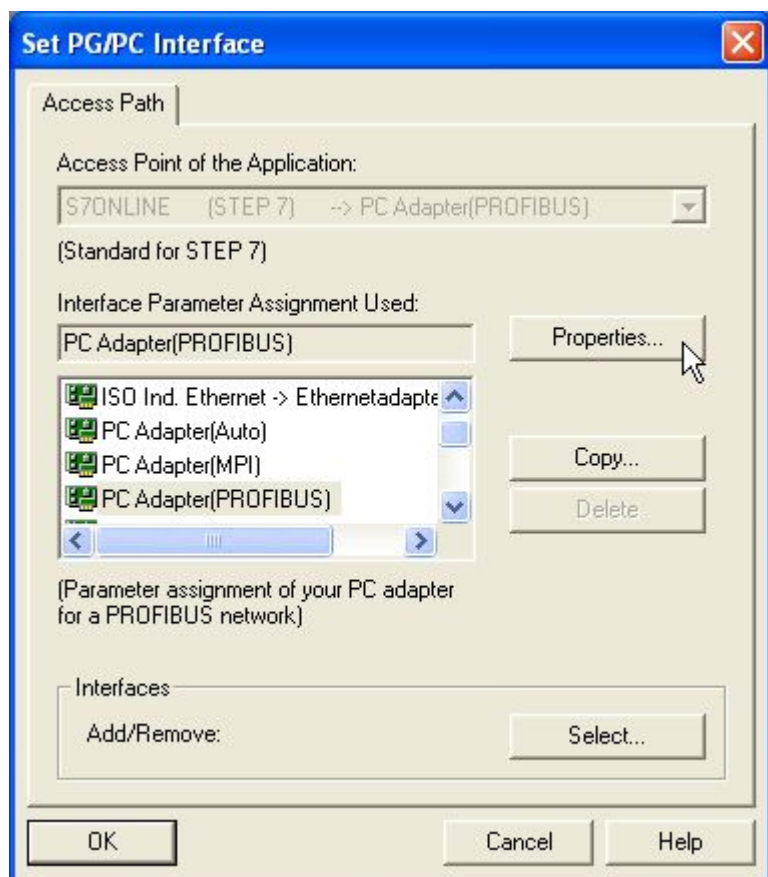 Set PG/PC Interface
Access Path
Access Point of the Application:
S7ONLINE (STEP 7) --> PC Adapter(PROFIBUS)
(Standard for STEP 7)
Interface Parameter Assignment Used:
PC Adapter(PROFIBUS)
Properties...
ISO Ind. Ethernet -> Ethernetadapte
PC Adapter(Auto)
PC Adapter(MPI)
PC Adapter(PROFIBUS)
Copy...
Delete
(Parameter assignment of your PC adapter
for a PROFIBUS network)
Interfaces
Add/Remove:
Select...
OK
Cancel
Help